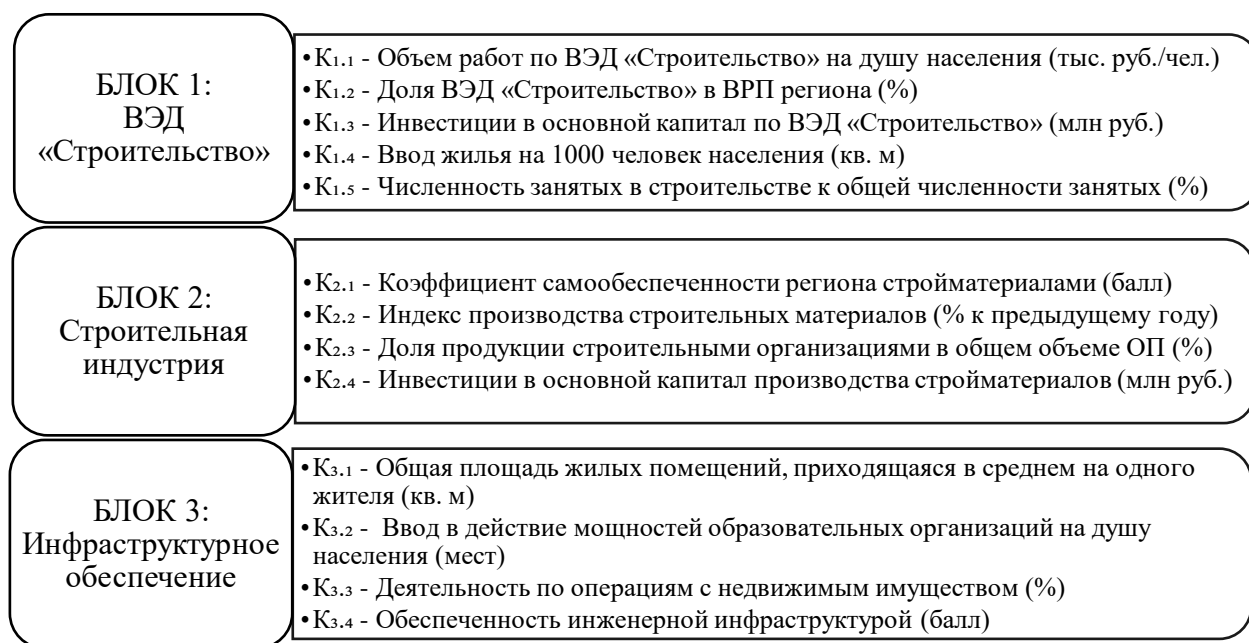 БЛОК 1:
ВЭД
«Строительство»
•К₁.₁ - Объем работ по ВЭД «Строительство» на душу населения (тыс. руб./чел.)
•К₁.₂ - Доля ВЭД «Строительство» в ВРП региона (%)
•К₁.₃ - Инвестиции в основной капитал по ВЭД «Строительство» (млн руб.)
•К₁.₄ - Ввод жилья на 1000 человек населения (кв. м)
•К₁.₅ - Численность занятых в строительстве к общей численности занятых (%)
БЛОК 2:
Строительная
индустрия
•К₂.₁ - Коэффициент самообеспеченности региона стройматериалами (балл)
•К₂.₂ - Индекс производства строительных материалов (% к предыдущему году)
•К₂.₃ - Доля продукции строительными организациями в общем объеме ОП (%)
•К₂.₄ - Инвестиции в основной капитал производства стройматериалов (млн руб.)
БЛОК 3:
Инфраструктурное
обеспечение
•К₃.₁ - Общая площадь жилых помещений, приходящаяся в среднем на одного
жителя (кв. м)
•К₃.₂ - Ввод в действие мощностей образовательных организаций на душу
населения (мест)
•К₃.₃ - Деятельность по операциям с недвижимым имуществом (%)
•К₃.₄ - Обеспеченность инженерной инфраструктурой (балл)